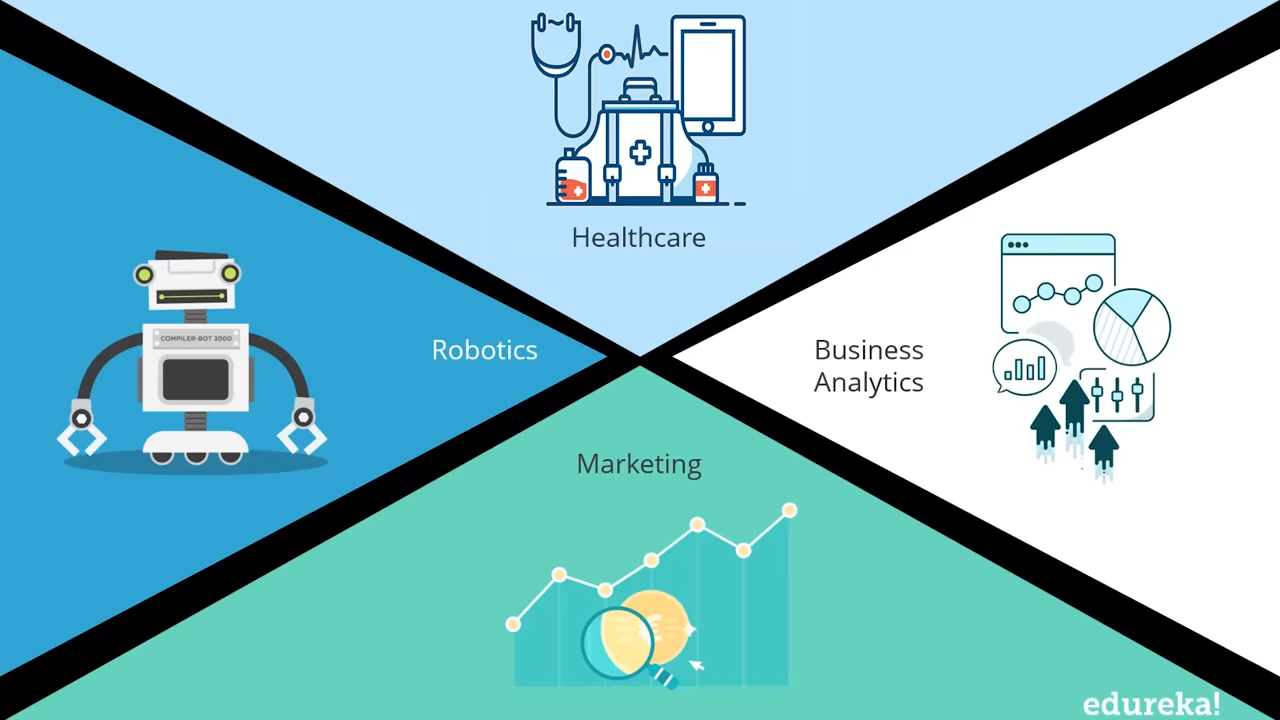 Healthcare
COMPILER-BOT 3000
Robotics
Business
Analytics
Marketing
edureka!